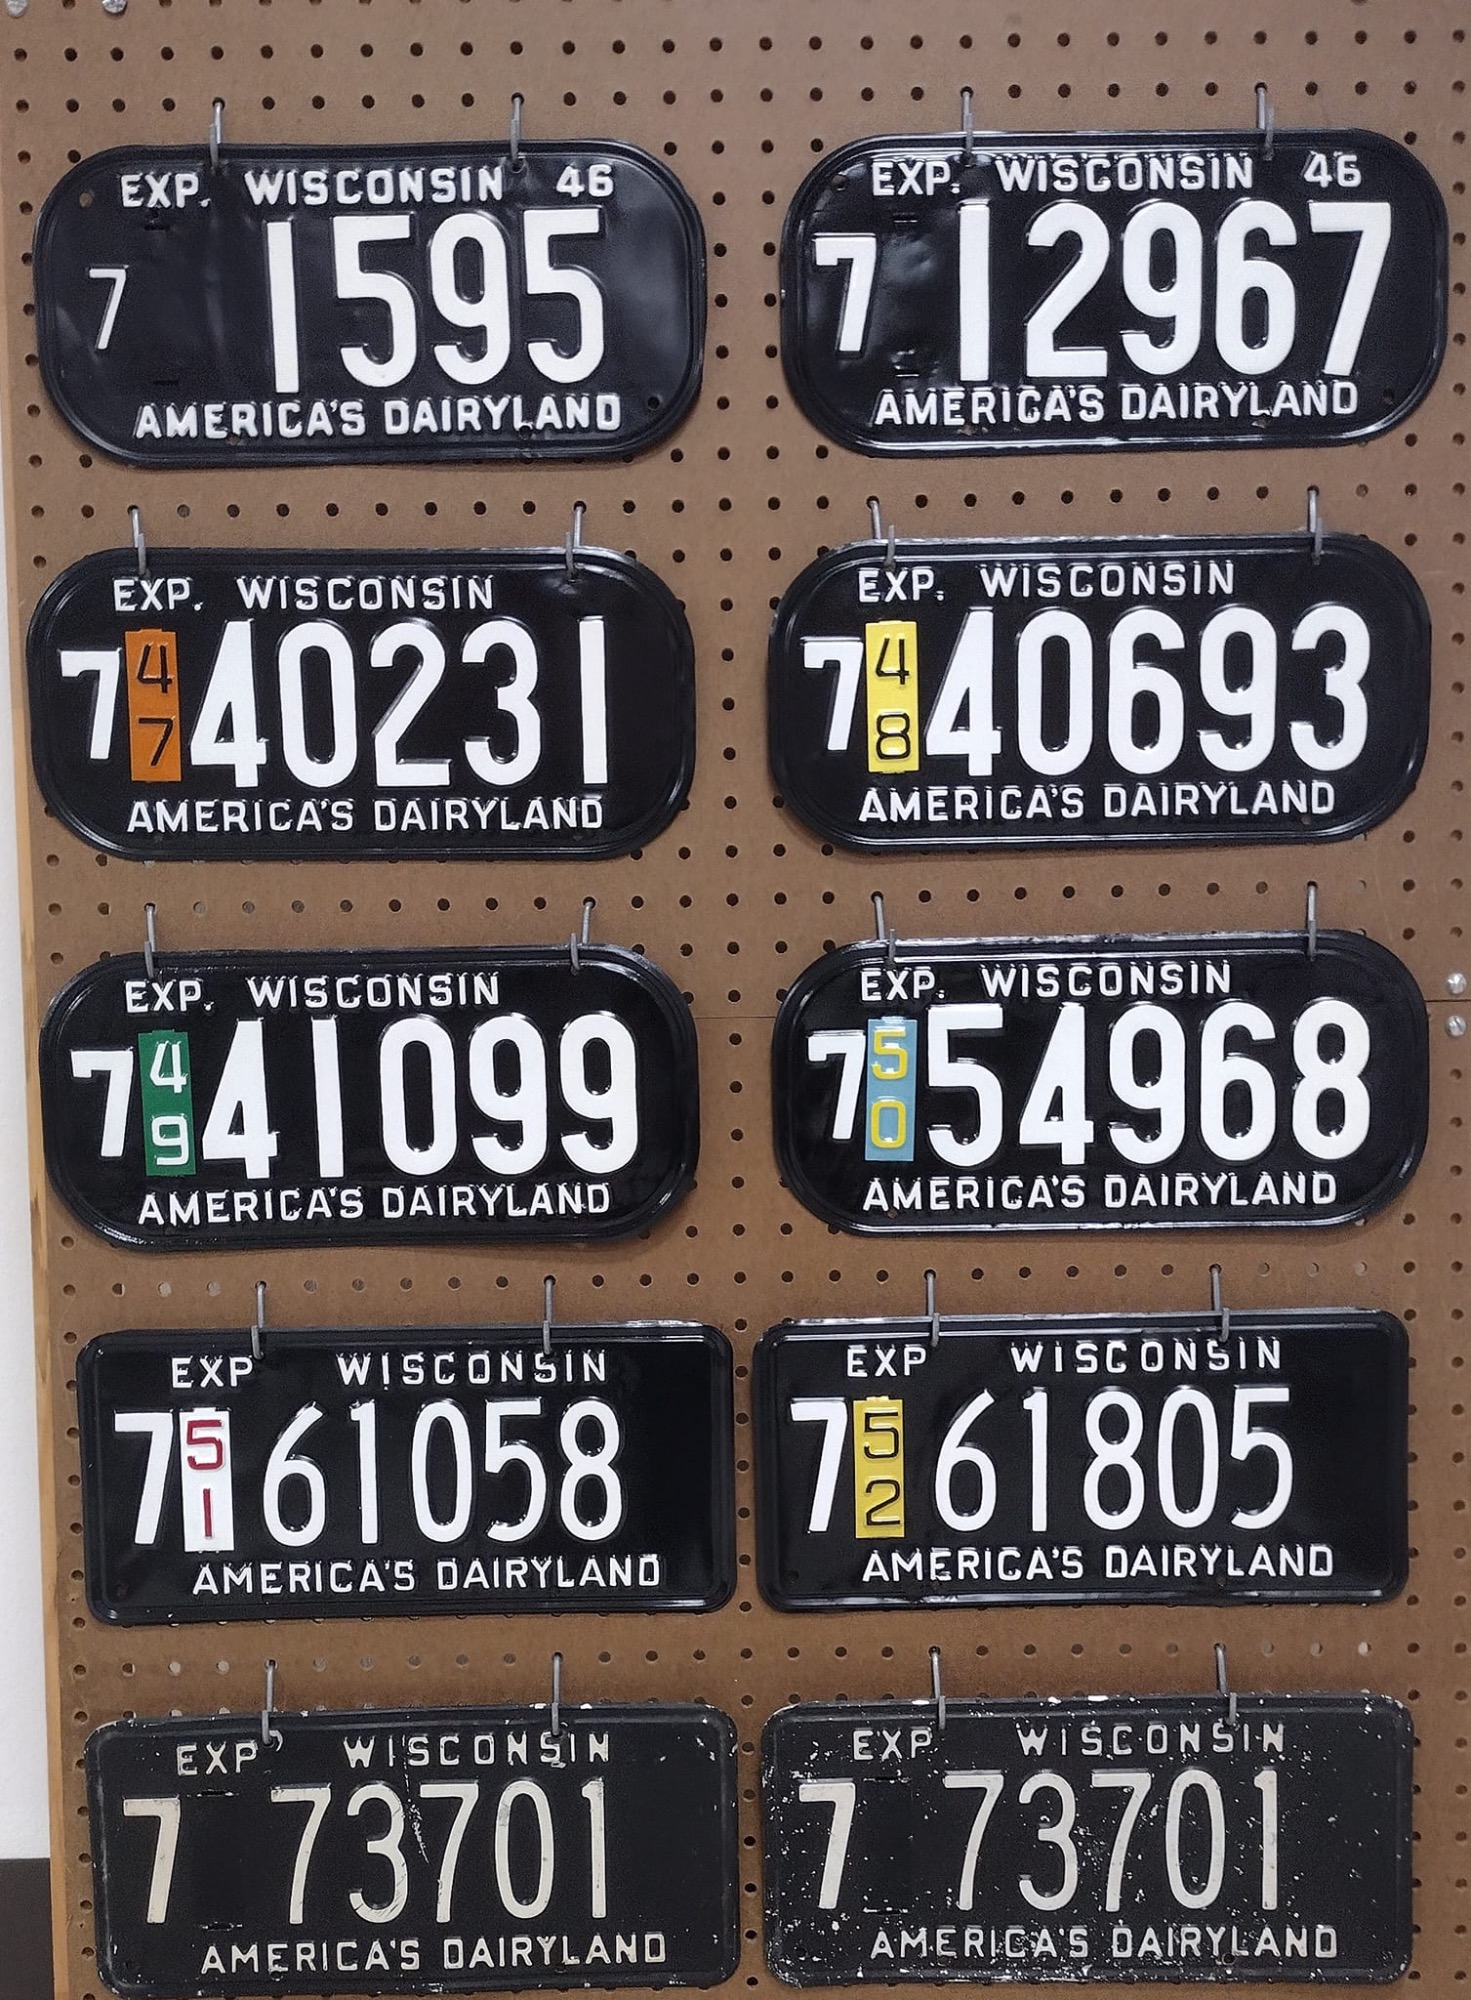 EXP. WISCONSIN 46
7 1595
AMERICA'S DAIRYLAND
EXP. WISCONSIN 46
7 12967
AMERICA'S DAIRYLAND
EXP. WISCONSIN
7 47 40231
AMERICA'S DAIRYLAND
EXP. WISCONSIN
7 48 40693
AMERICA'S DAIRYLAND
EXP. WISCONSIN
7 49 41099
AMERICA'S DAIRYLAND
EXP. WISCONSIN
7 50 54968
AMERICA'S DAIRYLAND
EXP WISCONSIN
7 51 61058
AMERICA'S DAIRYLAND
EXP WISCONSIN
7 52 61805
AMERICA'S DAIRYLAND
EXP WISCONSIN
7 73701
AMERICA'S DAIRYLAND
EXP WISCONSIN
7 73701
AMERICA'S DAIRYLAND